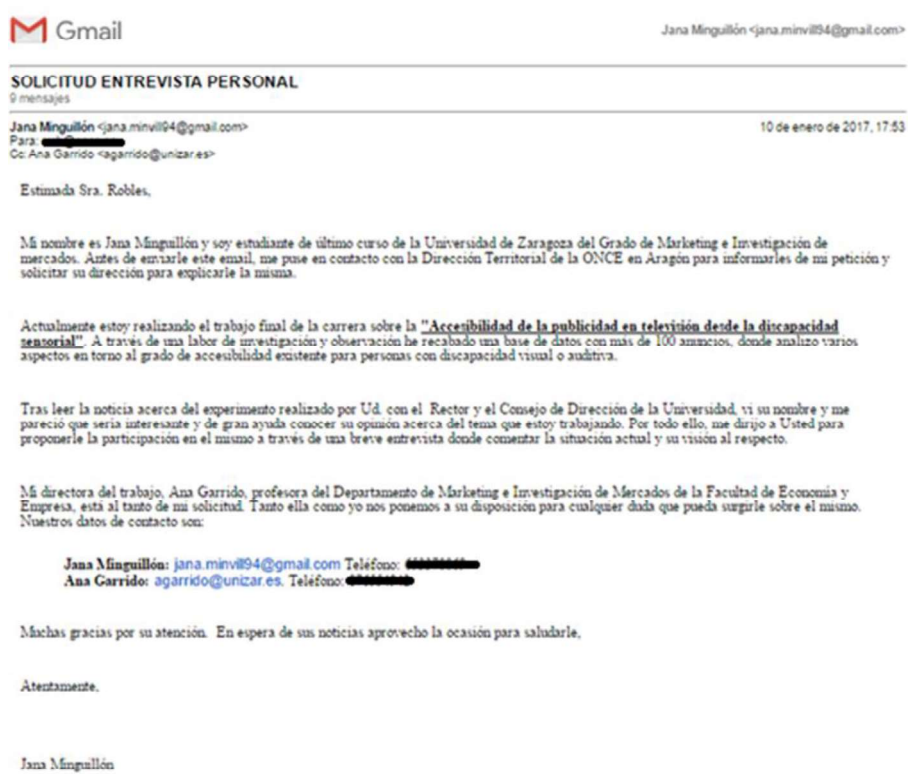 Gmail
Jana Minguillón <jana.minvill94@gmail.com>
SOLICITUD ENTREVISTA PERSONAL
9 mensajes
Jana Minguillón <jana.minvill94@gmail.com>
10 de enero de 2017, 17:53
Para:
Cc: Ana Garrido <agarrido@unizar.es>
Estimada Sra. Robles,
Mi nombre es Jana Minguillón y soy estudiante de último curso de la Universidad de Zaragoza del Grado de Marketing e Investigación de
mercados. Antes de enviarle este email, me puse en contacto con la Dirección Territorial de la ONCE en Aragón para informarles de mi petición y
solicitar su dirección para explicarle la misma.
Actualmente estoy realizando el trabajo final de la carrera sobre la "Accesibilidad de la publicidad en televisión desde la discapacidad
sensorial". A través de una labor de investigación y observación he recabado una base de datos con más de 100 anuncios, donde analizo varios
aspectos en torno al grado de accesibilidad existente para personas con discapacidad visual o auditiva.
Tras leer la noticia acerca del experimento realizado por Ud. con el Rector y el Consejo de Dirección de la Universidad, vi su nombre y me
pareció que seria interesante y de gran ayuda conocer su opinión acerca del tema que estoy trabajando. Por todo ello, me dirijo a Usted para
proponerle la participación en el mismo a través de una breve entrevista donde comentar la situación actual y su visión al respecto.
Mi directora del trabajo, Ana Garrido, profesora del Departamento de Marketing e Investigación de Mercados de la Facultad de Economía y
Empresa, está al tanto de mi solicitud. Tanto ella como yo nos ponemos a su disposición para cualquier duda que pueda surgirle sobre el mismo.
Nuestros datos de contacto son:
Jana Minguillón: jana.minvill94@gmail.com Teléfono:
Ana Garrido: agarrido@unizar.es. Teléfono:
Muchas gracias por su atención. En espera de sus noticias aprovecho la ocasión para saludarle,
Atentamente,
Jana Minguillón